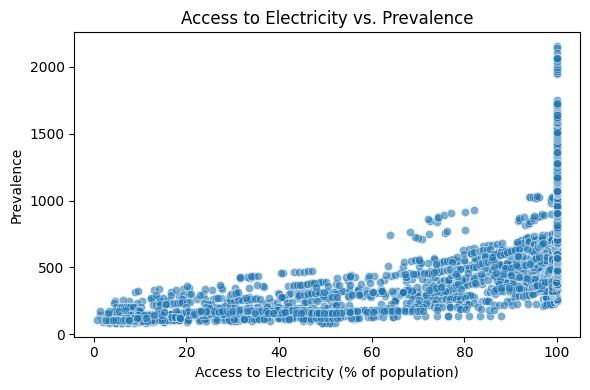 Access to Electricity vs. Prevalence
2000
1500
1000
500
0
Prevalence
0 20 40 60 80 100
Access to Electricity (% of population)